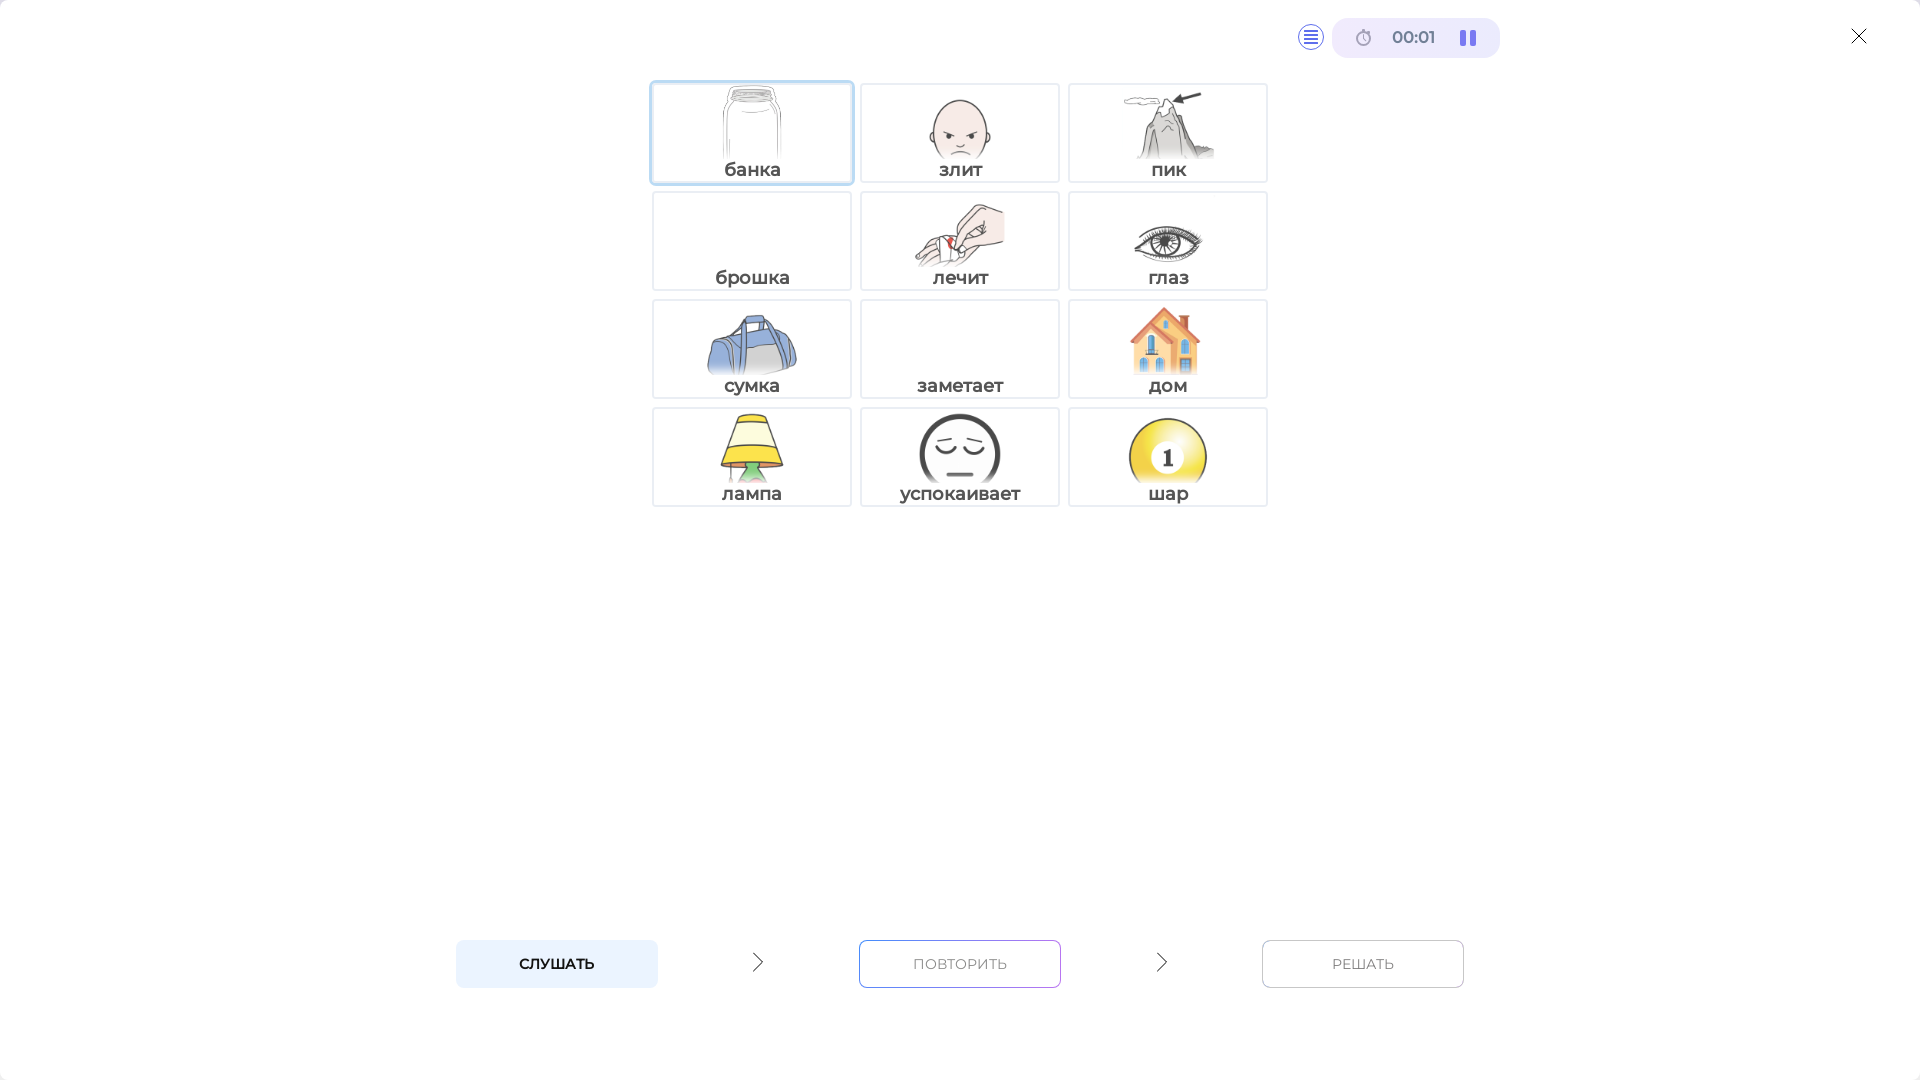 00:01
банка
злит
пик
брошка
лечит
глаз
сумка
заметает
дом
1
лампа
успокаивает
шар
СЛУШАТЬ
ПОВТОРИТЬ
РЕШАТЬ